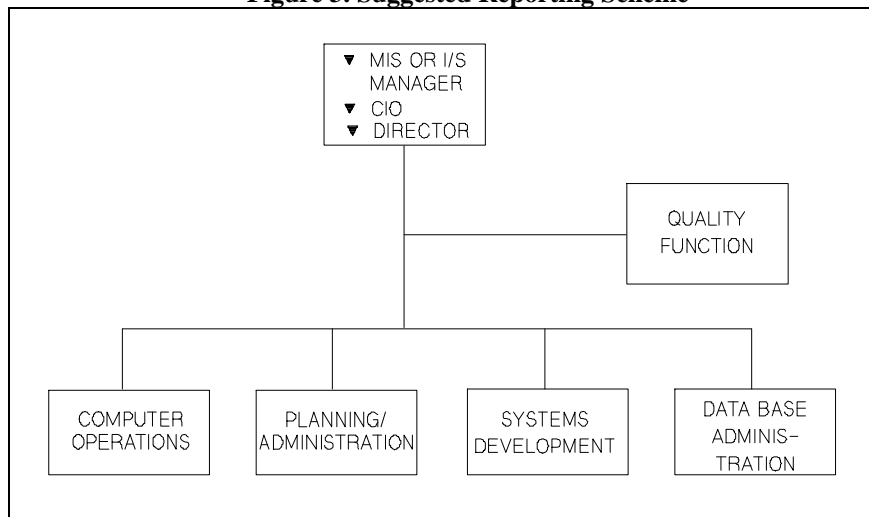 Figure 3. Suggested Reporting Scheme
▼ MIS OR I/S
MANAGER
▼ CIO
▼ DIRECTOR
QUALITY
FUNCTION
COMPUTER
OPERATIONS
PLANNING/
ADMINISTRATION
SYSTEMS
DEVELOPMENT
DATA BASE
ADMINIS-
TRATION